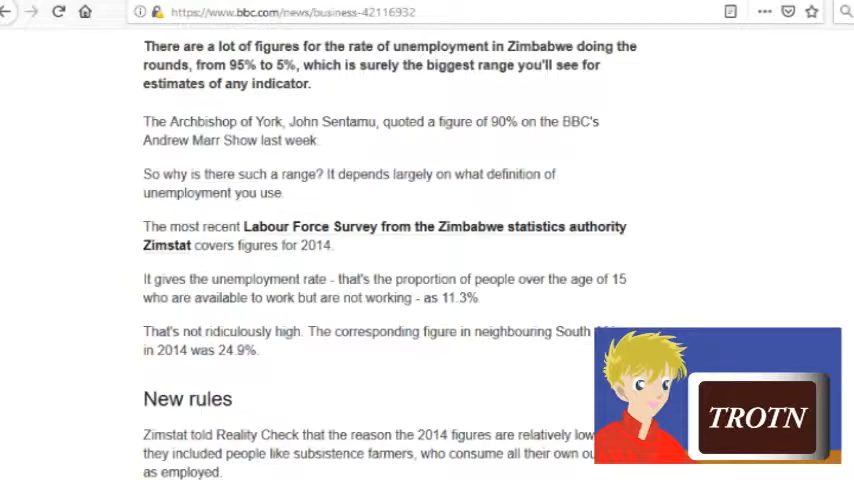 https://www.bbc.com/news/business-42116932
There are a lot of figures for the rate of unemployment in Zimbabwe doing the
rounds, from 95% to 5%, which is surely the biggest range you'll see for
estimates of any indicator.
The Archbishop of York, John Sentamu, quoted a figure of 90% on the BBC's
Andrew Marr Show last week.
So why is there such a range? It depends largely on what definition of
unemployment you use.
The most recent Labour Force Survey from the Zimbabwe statistics authority
Zimstat covers figures for 2014.
It gives the unemployment rate - that's the proportion of people over the age of 15
who are available to work but are not working - as 11.3%.
That's not ridiculously high. The corresponding figure in neighbouring South
in 2014 was 24.9%.
New rules
Zimstat told Reality Check that the reason the 2014 figures are relatively
they included people like subsistence farmers, who consume all their own
as employed.
TROTN